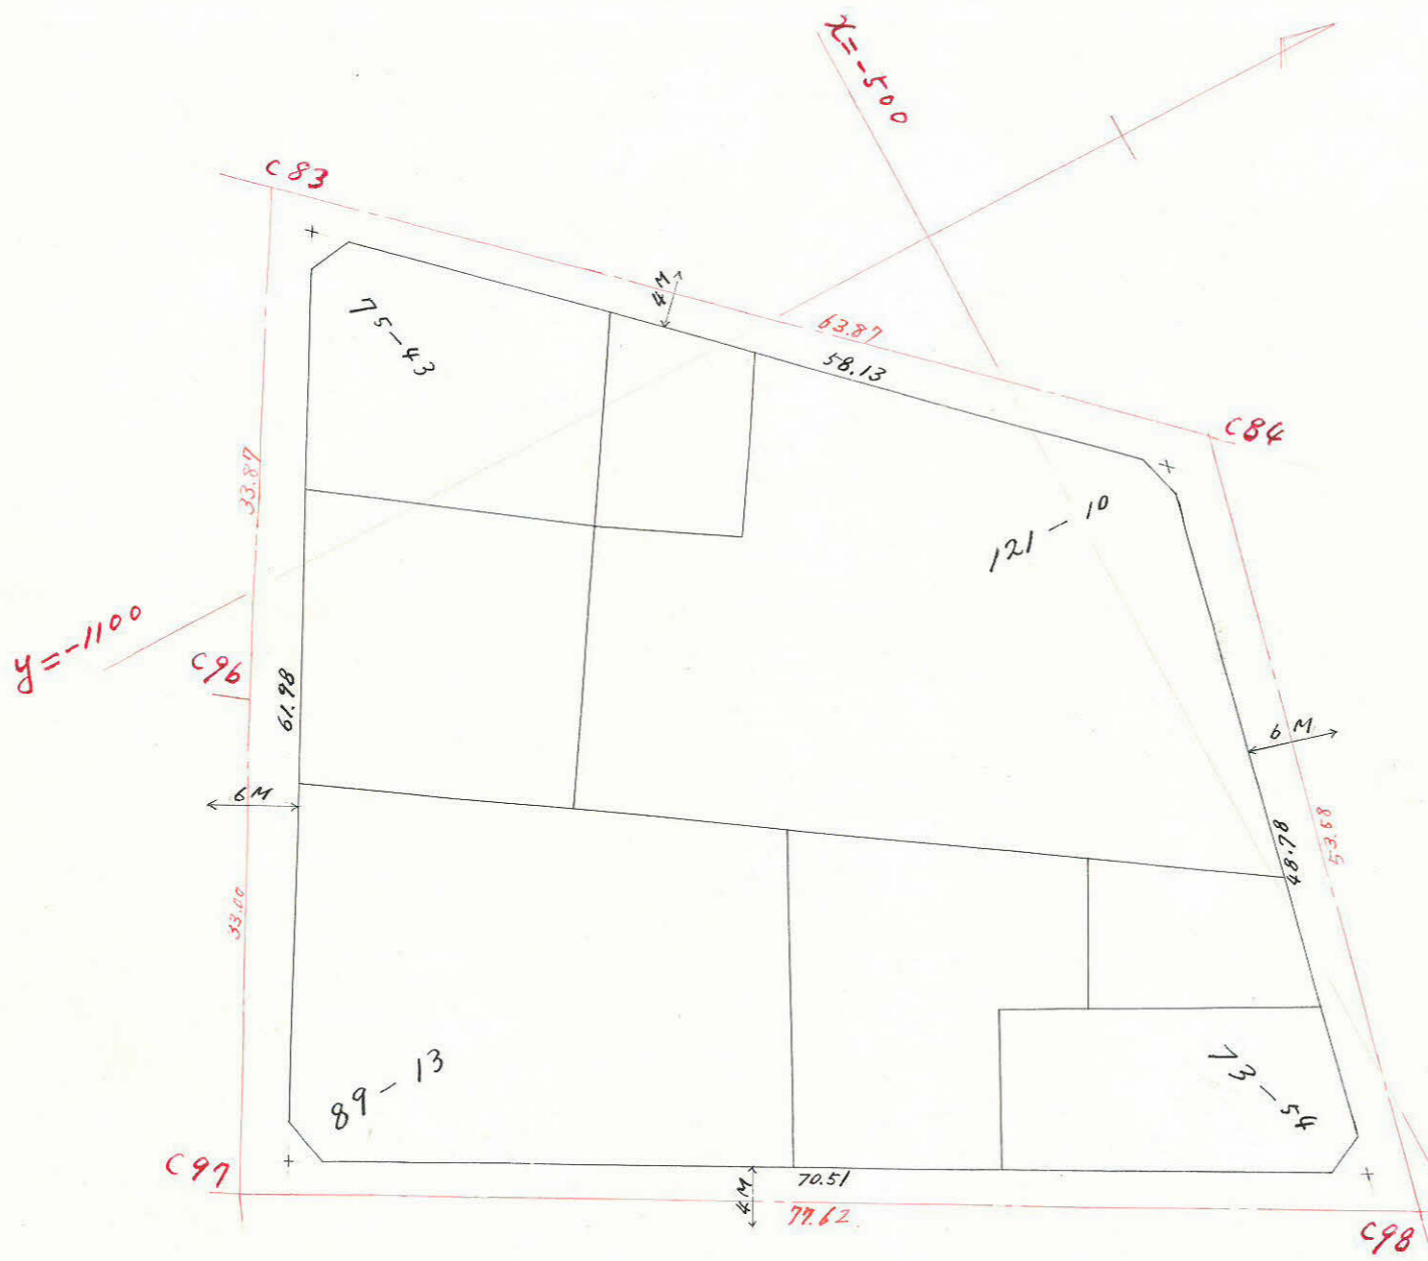 x=-500
C83
4M
63.87
58.13
C84
75-43
33.87
121-10
y=-1100
C96
61.98
6M
6M
48.78
53.68
33.00
89-13
73-54
C97
70.51
4M
77.62
C98